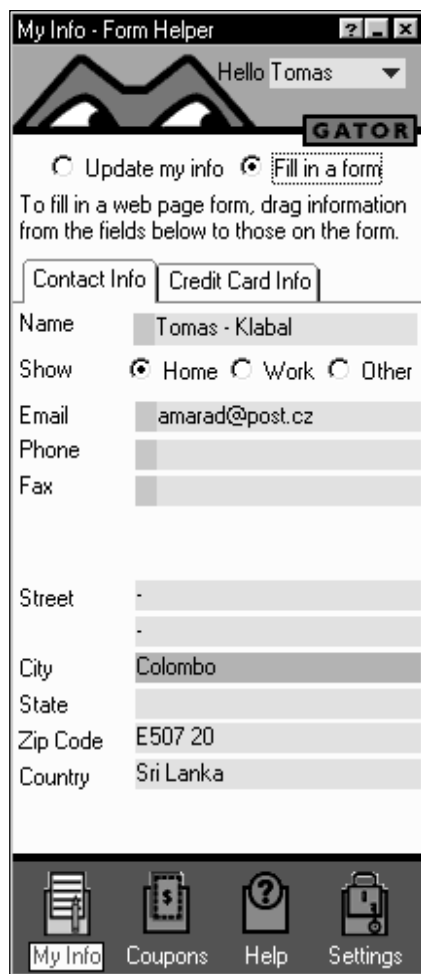 My Info - Form Helper
Hello Tomas
GATOR
Update my info Fill in a form
To fill in a web page form, drag information
from the fields below to those on the form.
Contact Info Credit Card Info
Name Tomas - Klabal
Show Home Work Other
Email amarad@post.cz
Phone
Fax
Street -
-
City Colombo
State
Zip Code E507 20
Country Sri Lanka
My Info Coupons Help Settings